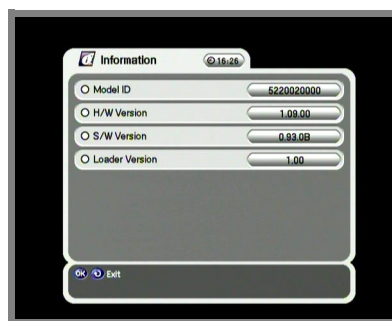 Information 16:26
Model ID 5220020000
H/W Version 1.09.00
S/W Version 0.93.0B
Loader Version 1.00
OK Exit